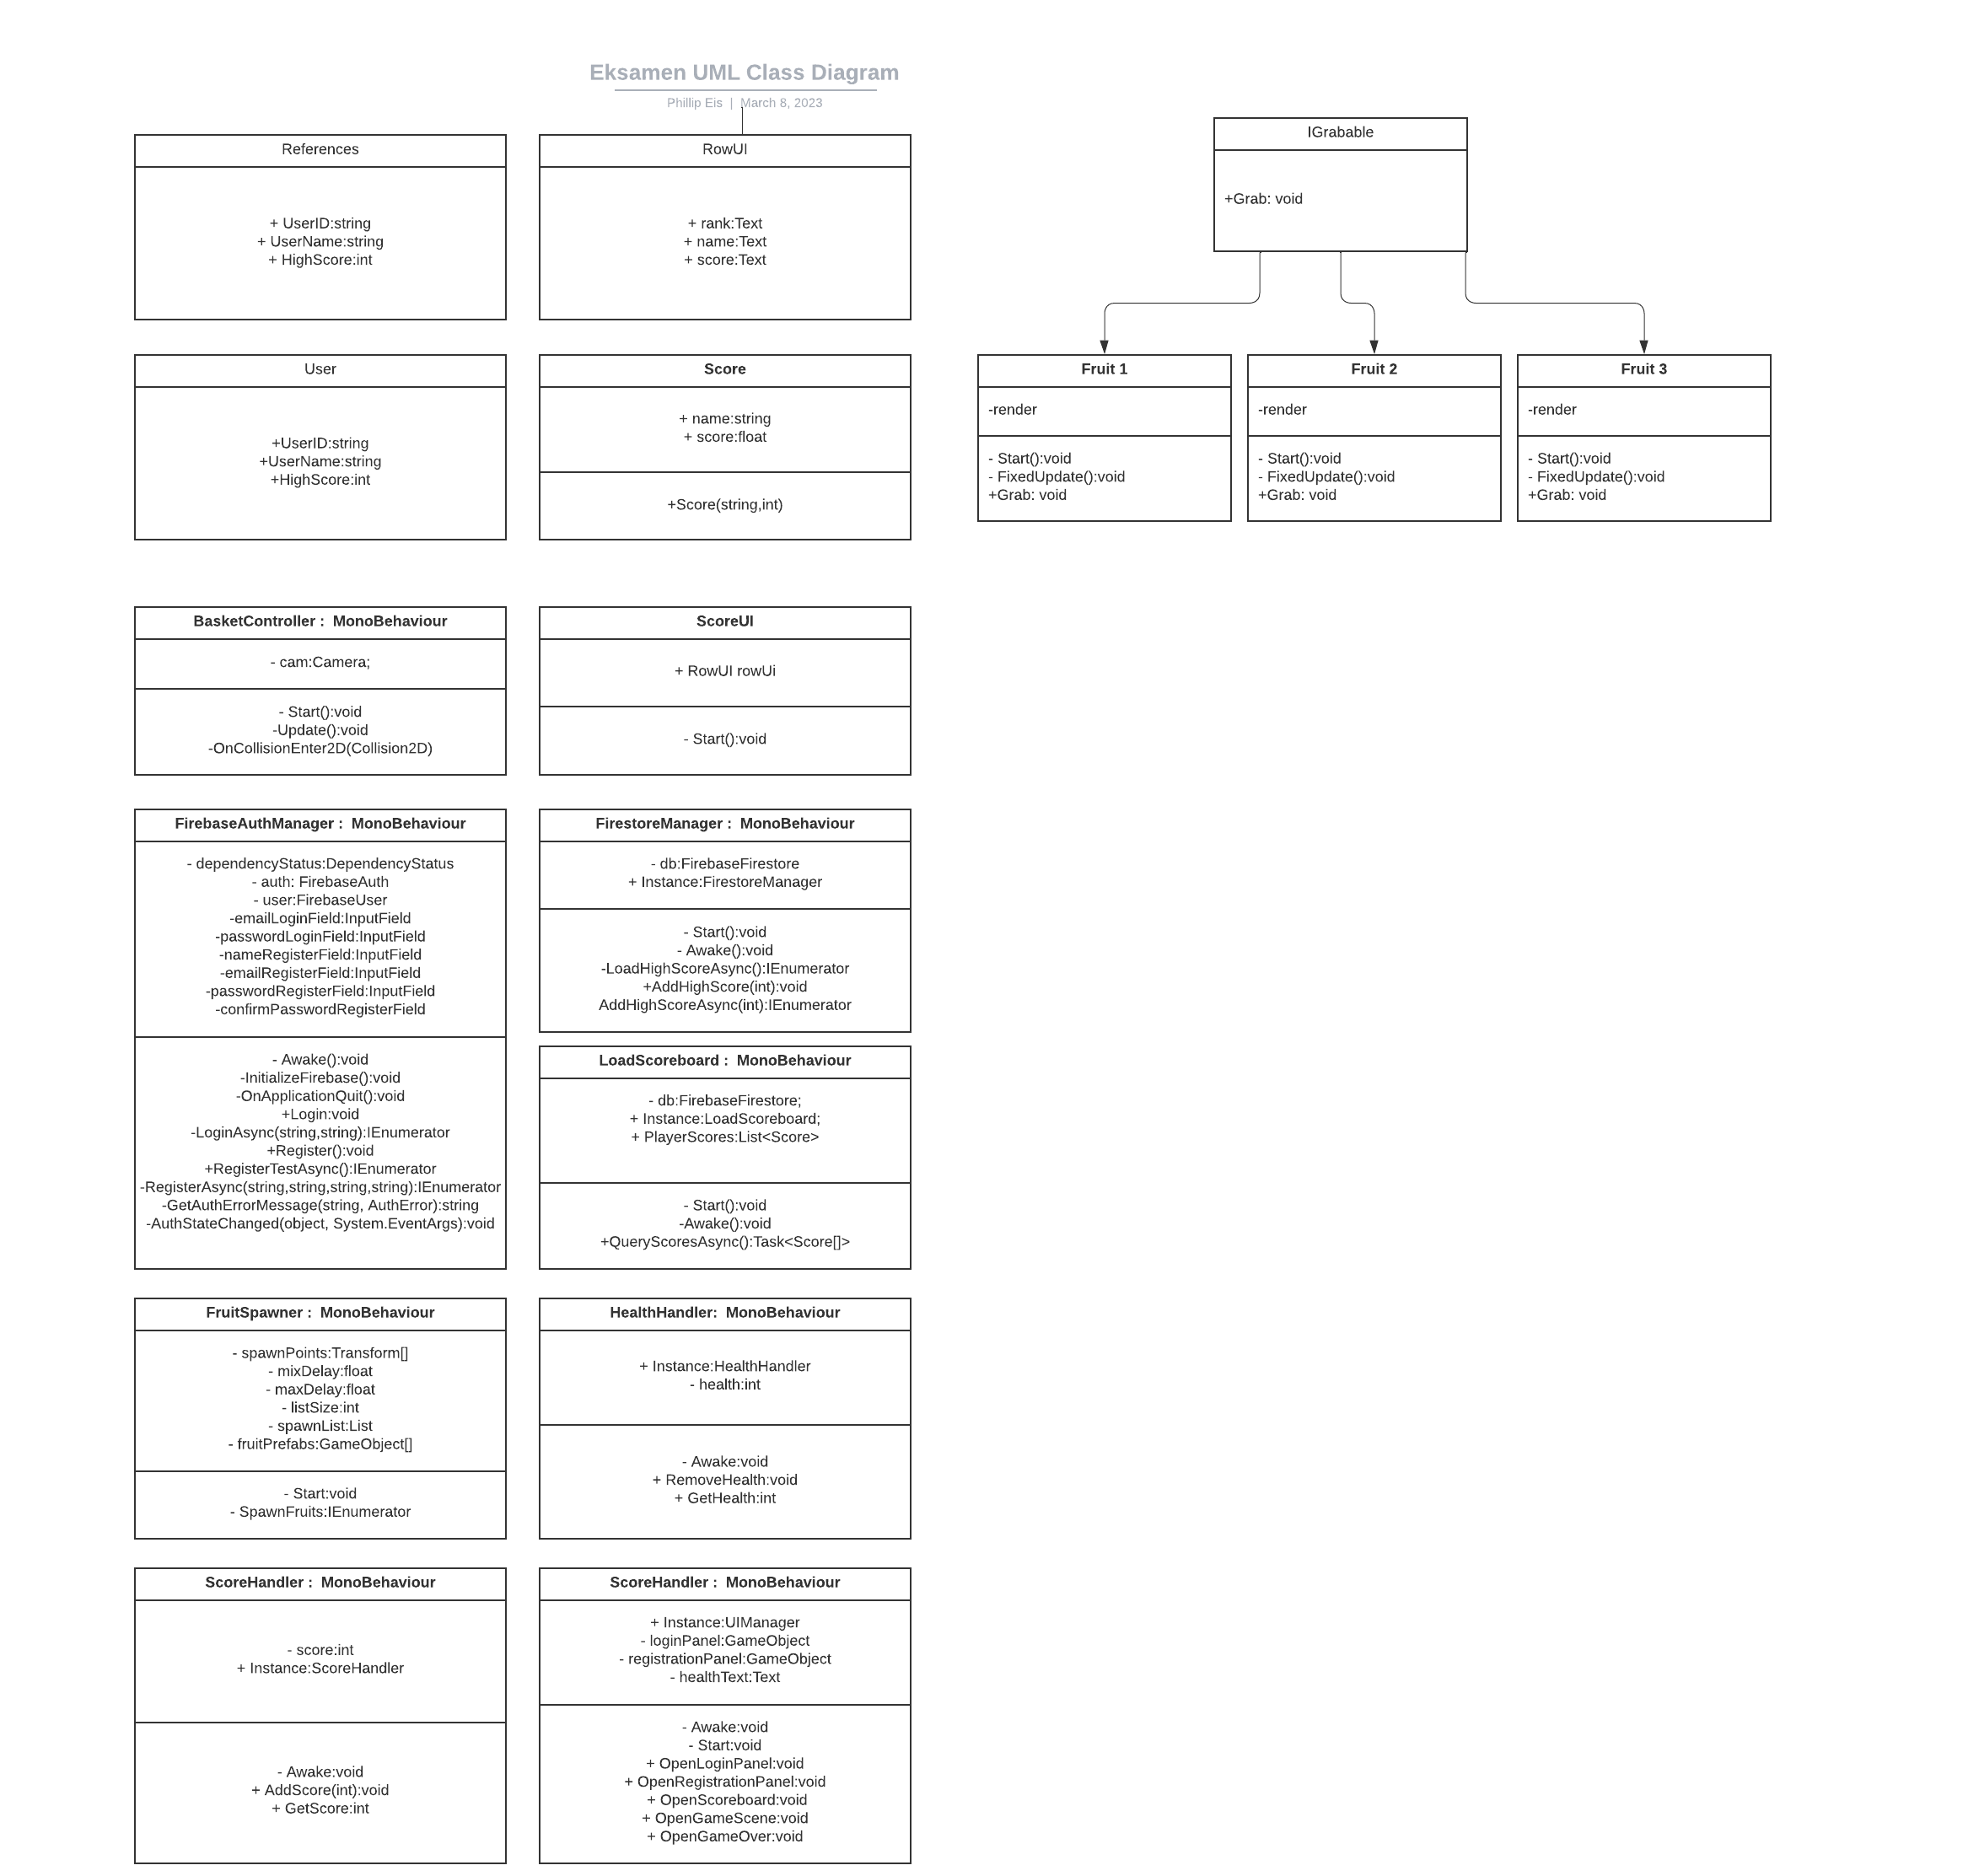 Eksamen UML Class Diagram
Phillip Eis | March 8, 2023
References
+ UserID:string
+ UserName:string
+ HighScore:int
RowUI
+ rank:Text
+ name:Text
+ score:Text
IGrabable
+Grab: void
User
+UserID:string
+UserName:string
+HighScore:int
Score
+ name:string
+ score:float
+Score(string,int)
Fruit 1
-render
- Start():void
- FixedUpdate():void
+Grab: void
Fruit 2
-render
- Start():void
- FixedUpdate():void
+Grab: void
Fruit 3
-render
- Start():void
- FixedUpdate():void
+Grab: void
BasketController : MonoBehaviour
- cam:Camera;
- Start():void
-Update():void
-OnCollisionEnter2D(Collision2D)
ScoreUI
+ RowUI rowUi
- Start():void
FirebaseAuthManager : MonoBehaviour
- dependencyStatus:DependencyStatus
- auth: FirebaseAuth
- user:FirebaseUser
-emailLoginField:InputField
-passwordLoginField:InputField
-nameRegisterField:InputField
-emailRegisterField:InputField
-passwordRegisterField:InputField
-confirmPasswordRegisterField
- Awake():void
-InitializeFirebase():void
-OnApplicationQuit():void
+Login:void
-LoginAsync(string,string):IEnumerator
+Register():void
+RegisterTestAsync():IEnumerator
-RegisterAsync(string,string,string,string):IEnumerator
-GetAuthErrorMessage(string, AuthError):string
-AuthStateChanged(object, System.EventArgs):void
FirestoreManager : MonoBehaviour
- db:FirebaseFirestore
+ Instance:FirestoreManager
- Start():void
- Awake():void
-LoadHighScoreAsync():IEnumerator
+AddHighScore(int):void
AddHighScoreAsync(int):IEnumerator
LoadScoreboard : MonoBehaviour
- db:FirebaseFirestore;
+ Instance:LoadScoreboard;
+ PlayerScores:List<Score>
- Start():void
-Awake():void
+QueryScoresAsync():Task<Score[]>
FruitSpawner : MonoBehaviour
- spawnPoints:Transform[]
- mixDelay:float
- maxDelay:float
- listSize:int
- spawnList:List
- fruitPrefabs:GameObject[]
- Start:void
- SpawnFruits:IEnumerator
HealthHandler: MonoBehaviour
+ Instance:HealthHandler
- health:int
- Awake:void
+ RemoveHealth:void
+ GetHealth:int
ScoreHandler : MonoBehaviour
- score:int
+ Instance:ScoreHandler
- Awake:void
+ AddScore(int):void
+ GetScore:int
ScoreHandler : MonoBehaviour
+ Instance:UIManager
- loginPanel:GameObject
- registrationPanel:GameObject
- healthText:Text
- Awake:void
- Start:void
+ OpenLoginPanel:void
+ OpenRegistrationPanel:void
+ OpenScoreboard:void
+ OpenGameScene:void
+ OpenGameOver:void